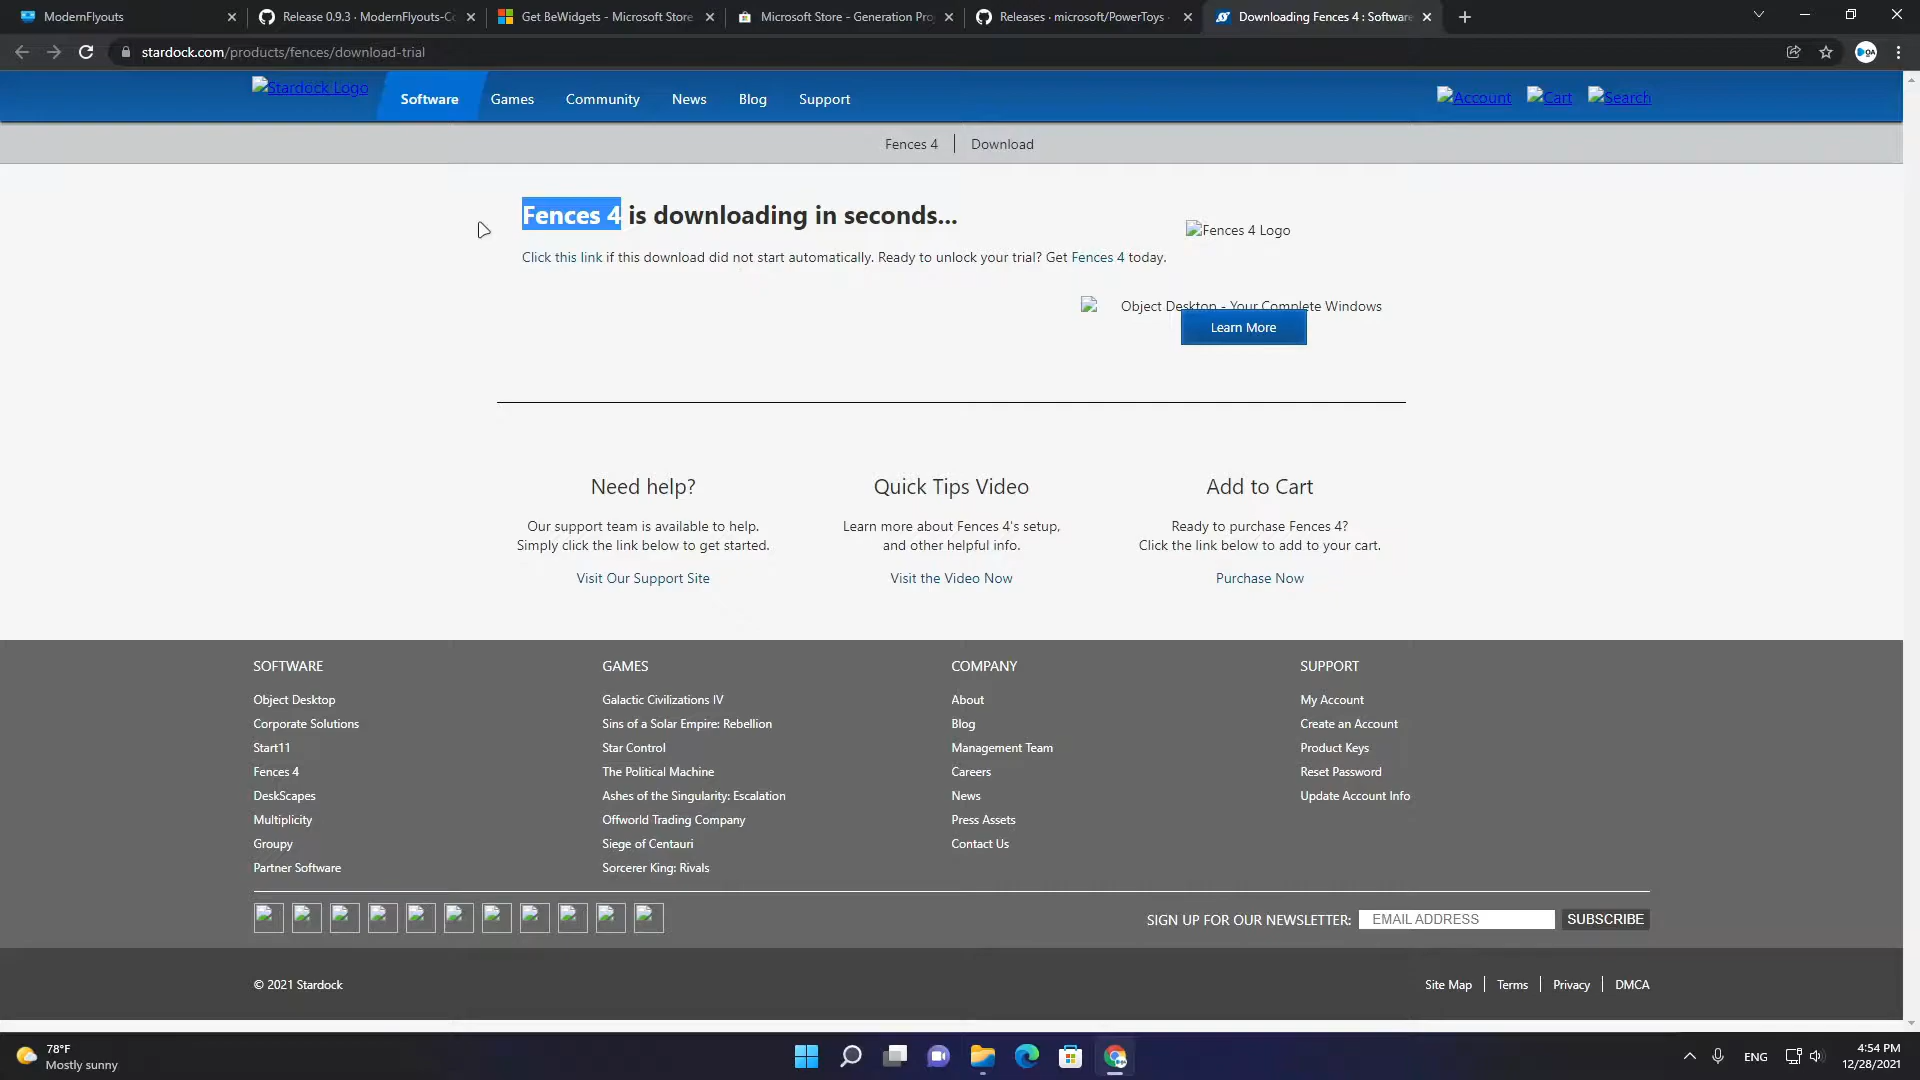 ModernFlyouts
Release 0.9.3 · ModernFlyouts-Co
Get BeWidgets - Microsoft Store
Microsoft Store - Generation Proj
Releases · microsoft/PowerToys
Downloading Fences 4 : Software
stardock.com/products/fences/download-trial
Stardock Logo
Software
Games
Community
News
Blog
Support
Account
Cart
Search
Fences 4
Download
Fences 4 is downloading in seconds...
Fences 4 Logo
Click this link if this download did not start automatically. Ready to unlock your trial? Get Fences 4 today.
Object Desktop - Your Complete Windows
Learn More
Need help?
Our support team is available to help.
Simply click the link below to get started.
Visit Our Support Site
Quick Tips Video
Learn more about Fences 4's setup,
and other helpful info.
Visit the Video Now
Add to Cart
Ready to purchase Fences 4?
Click the link below to add to your cart.
Purchase Now
SOFTWARE
Object Desktop
Corporate Solutions
Start11
Fences 4
DeskScapes
Multiplicity
Groupy
Partner Software
GAMES
Galactic Civilizations IV
Sins of a Solar Empire: Rebellion
Star Control
The Political Machine
Ashes of the Singularity: Escalation
Offworld Trading Company
Siege of Centauri
Sorcerer King: Rivals
COMPANY
About
Blog
Management Team
Careers
News
Press Assets
Contact Us
SUPPORT
My Account
Create an Account
Product Keys
Reset Password
Update Account Info
SIGN UP FOR OUR NEWSLETTER:
EMAIL ADDRESS
SUBSCRIBE
© 2021 Stardock
Site Map
Terms
Privacy
DMCA
78°F
Mostly sunny
ENG
4:54 PM
12/28/2021